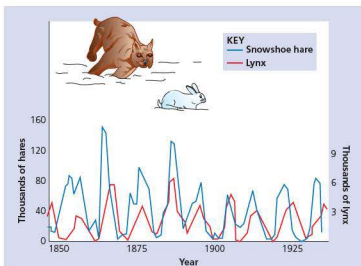 KEY
Snowshoe hare
Lynx
160
120
80
40
0
Thousands of hares
9
6
3
Thousands of lynx
1850
1875
1900
1925
Year